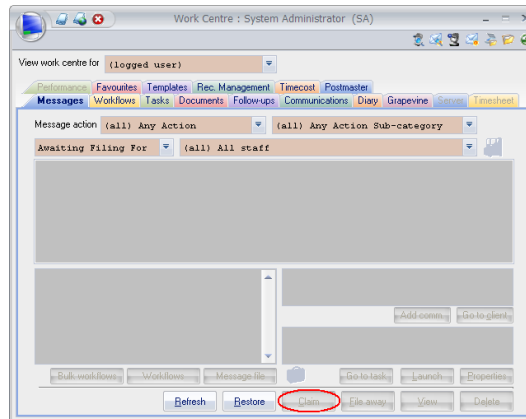 Work Centre : System Administrator (SA)
View work centre for (logged user)
Performance Favourites Templates Rec. Management Timecost Postmaster
Messages Workflows Tasks Documents Follow-ups Communications Diary Grapevine Server Timesheet
Message action (all) Any Action (all) Any Action Sub-category
Awaiting Filing For (all) All staff
Add comm. Go to client
Bulk workflows Workflows Message file Go to task Launch Properties
Refresh Restore Claim File away View Delete